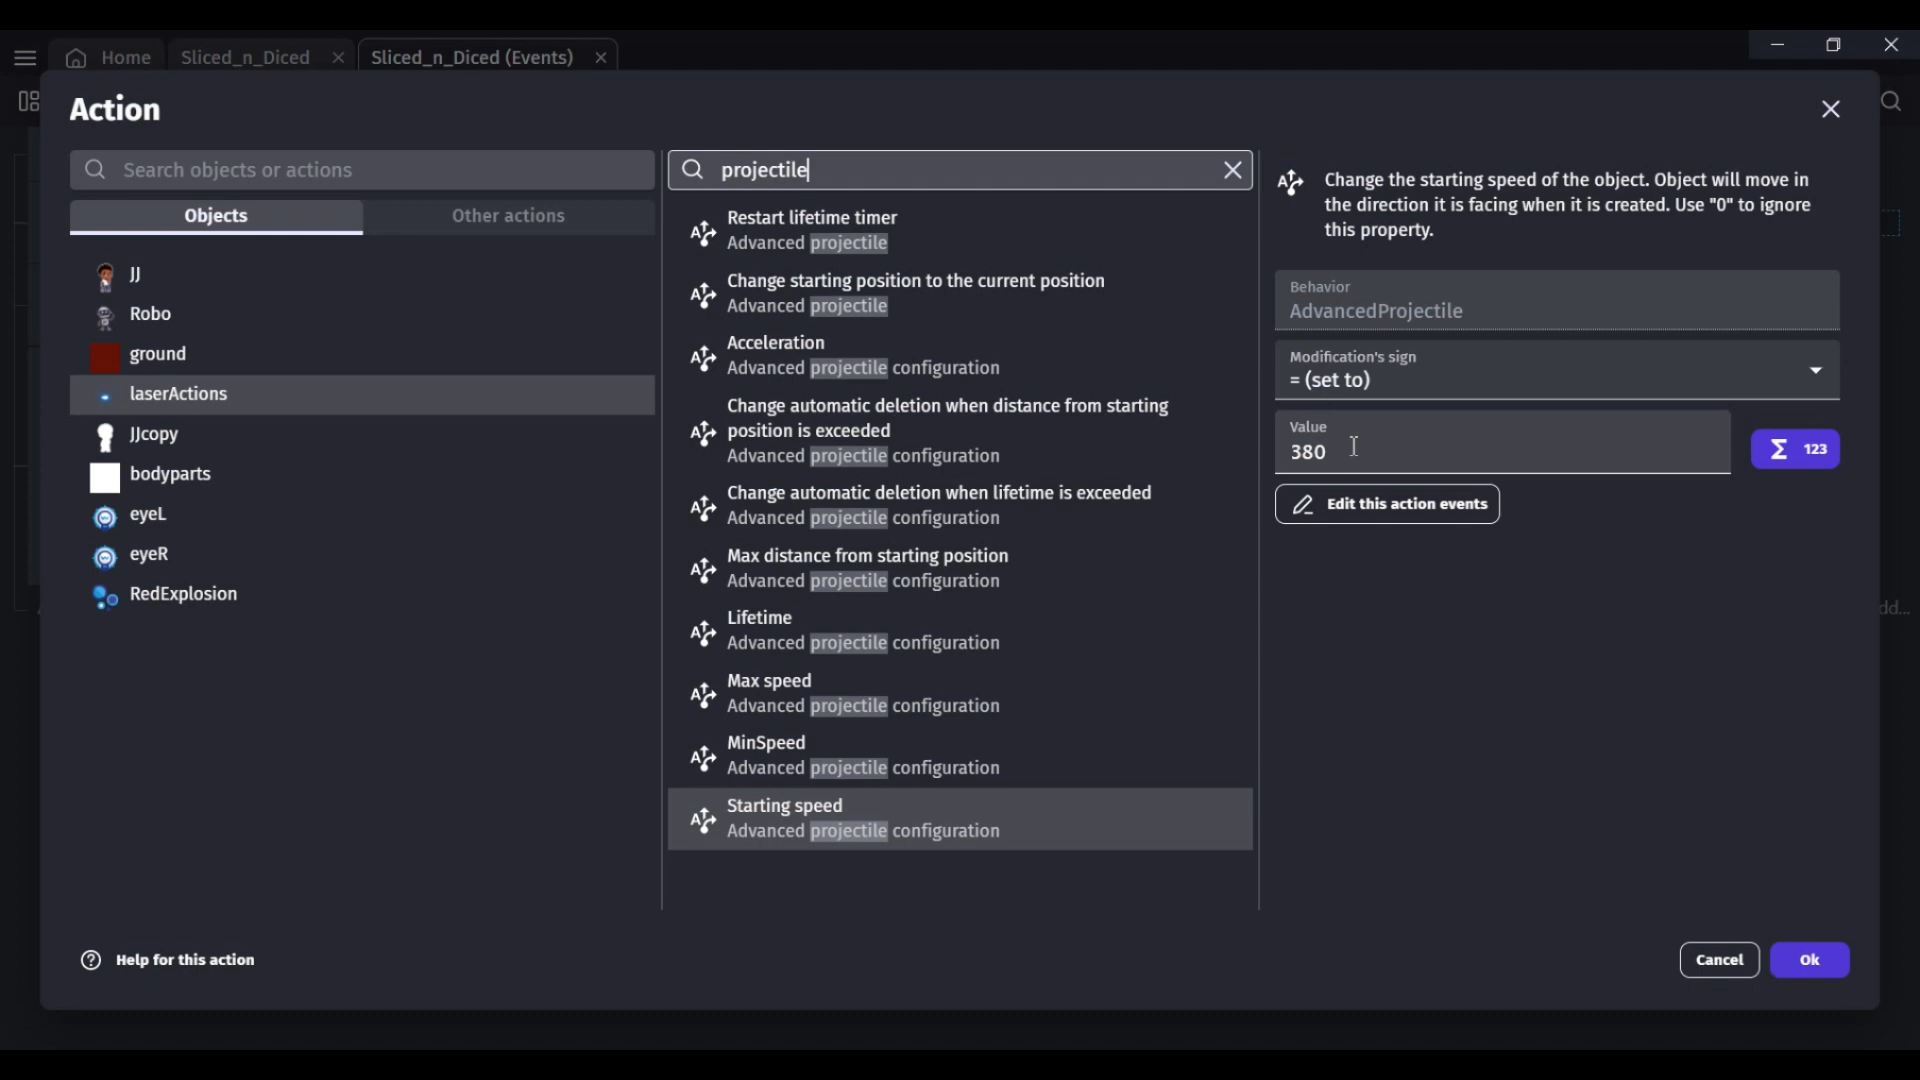 Home
Sliced_n_Diced
Sliced_n_Diced (Events)
Action
Search objects or actions
Objects
Other actions
JJ
Robo
ground
laserActions
JJcopy
bodyparts
eyeL
eyeR
RedExplosion
projectile
Restart lifetime timer
Advanced projectile
Change starting position to the current position
Advanced projectile
Acceleration
Advanced projectile configuration
Change automatic deletion when distance from starting
position is exceeded
Advanced projectile configuration
Change automatic deletion when lifetime is exceeded
Advanced projectile configuration
Max distance from starting position
Advanced projectile configuration
Lifetime
Advanced projectile configuration
Max speed
Advanced projectile configuration
MinSpeed
Advanced projectile configuration
Starting speed
Advanced projectile configuration
Change the starting speed of the object. Object will move in
the direction it is facing when it is created. Use "0" to ignore
this property.
Behavior
AdvancedProjectile
Modification's sign
= (set to)
Value
380
Σ 123
Edit this action events
dd...
Help for this action
Cancel
Ok